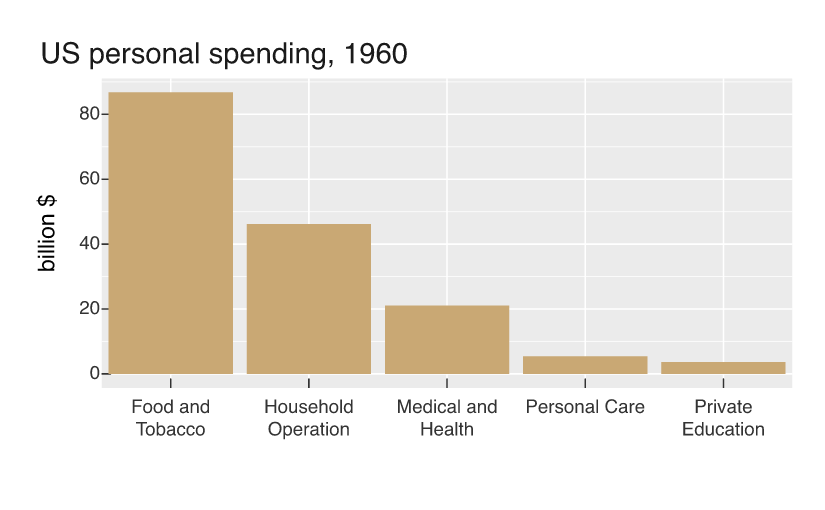 US personal spending, 1960
billion $
80
60
40
20
0
Food and
Tobacco
Household
Operation
Medical and
Health
Personal Care
Private
Education